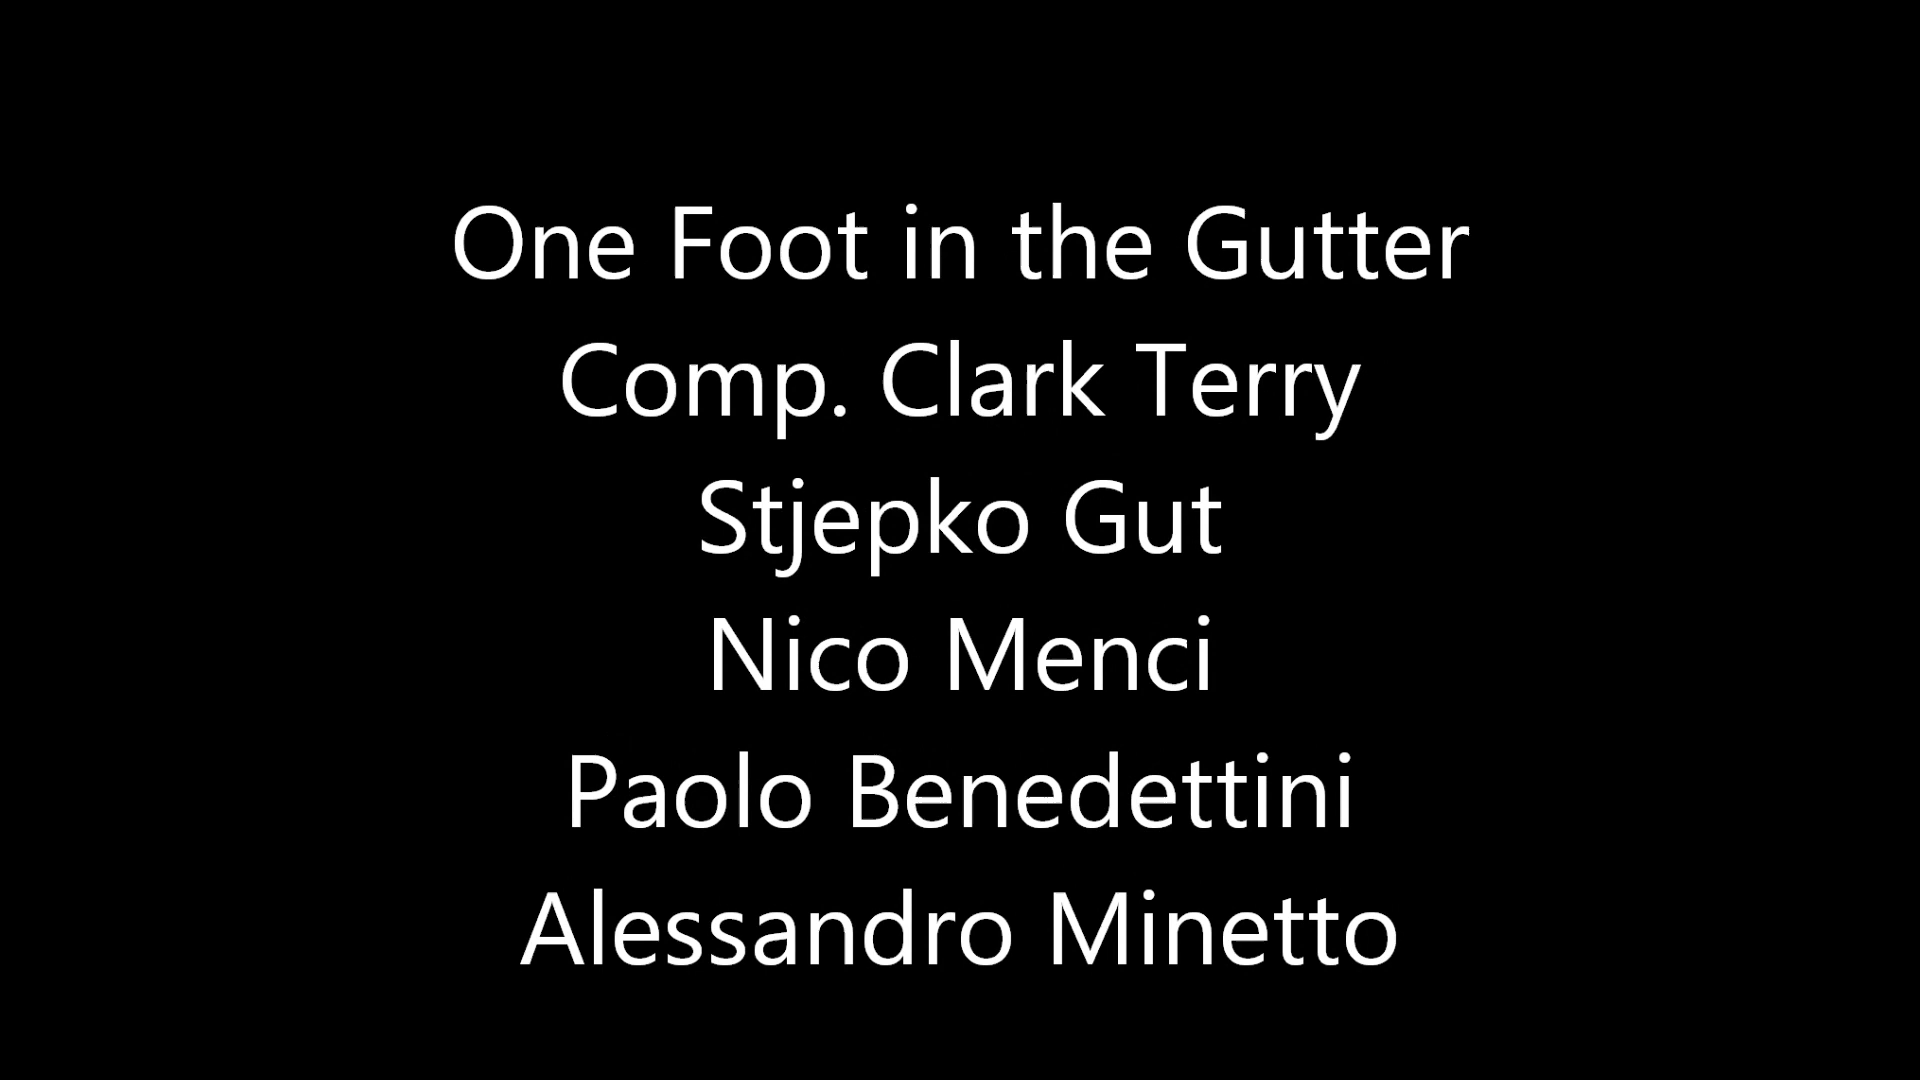 One Foot in the Gutter
Comp. Clark Terry
Stjepko Gut
Nico Menci
Paolo Benedettini
Alessandro Minetto